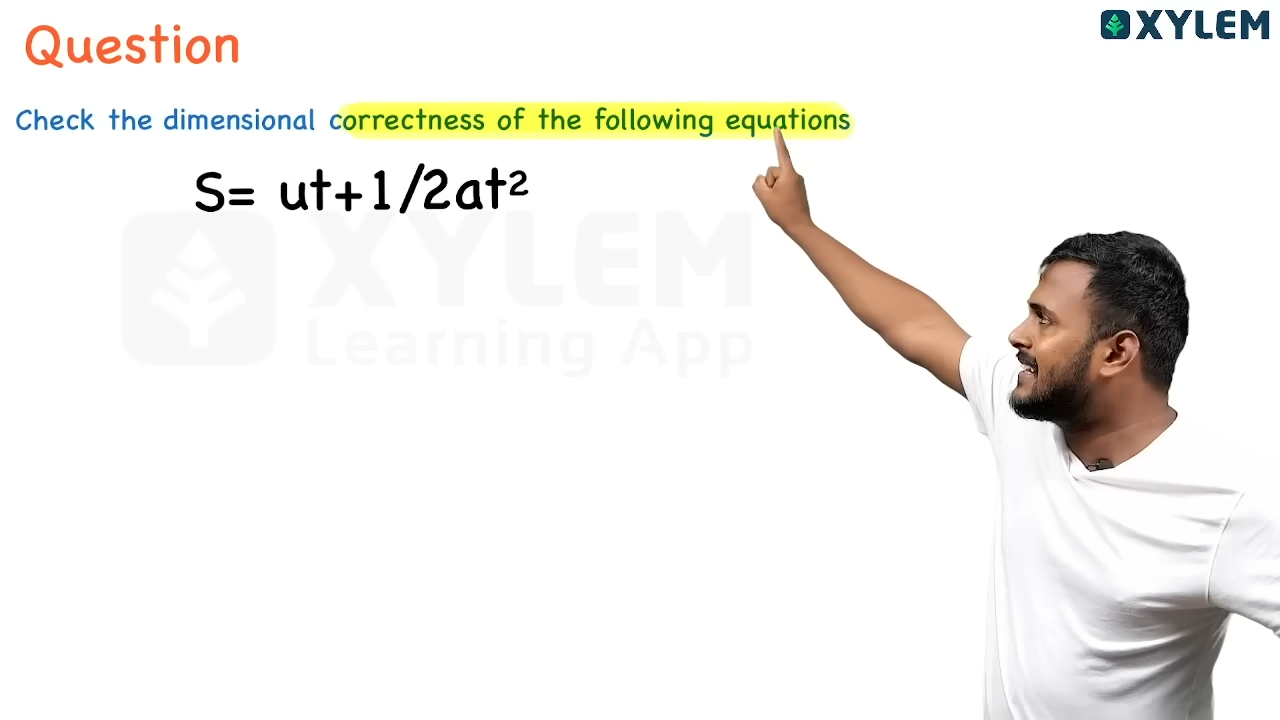 XYLEM
Question
Check the dimensional correctness of the following equations
S= ut+1/2at²
XYLEM
Learning App